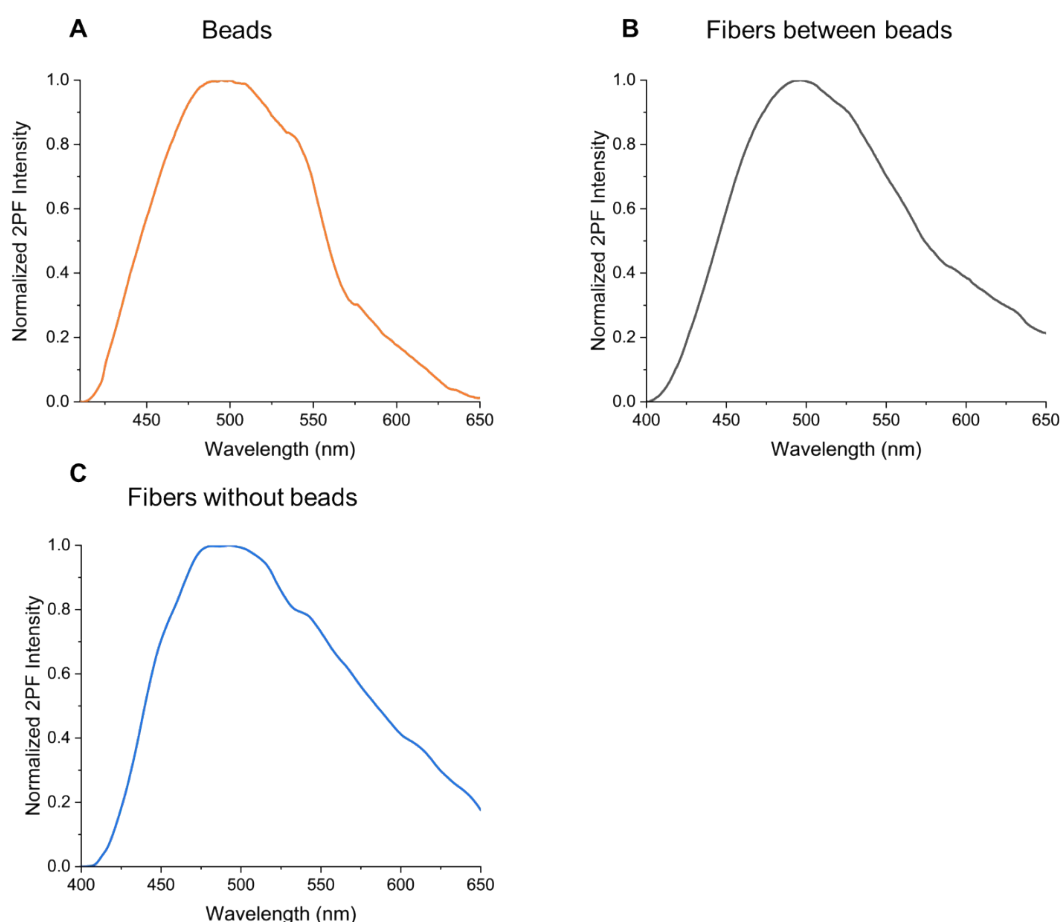 A
Beads
1.0
0.8
0.6
0.4
0.2
0.0
Normalized 2PF Intensity
450
500
550
600
650
Wavelength (nm)
B
Fibers between beads
1.0
0.8
0.6
0.4
0.2
0.0
Normalized 2PF Intensity
400
450
500
550
600
650
Wavelength (nm)
C
Fibers without beads
1.0
0.8
0.6
0.4
0.2
0.0
Normalized 2PF Intensity
400
450
500
550
600
650
Wavelength (nm)